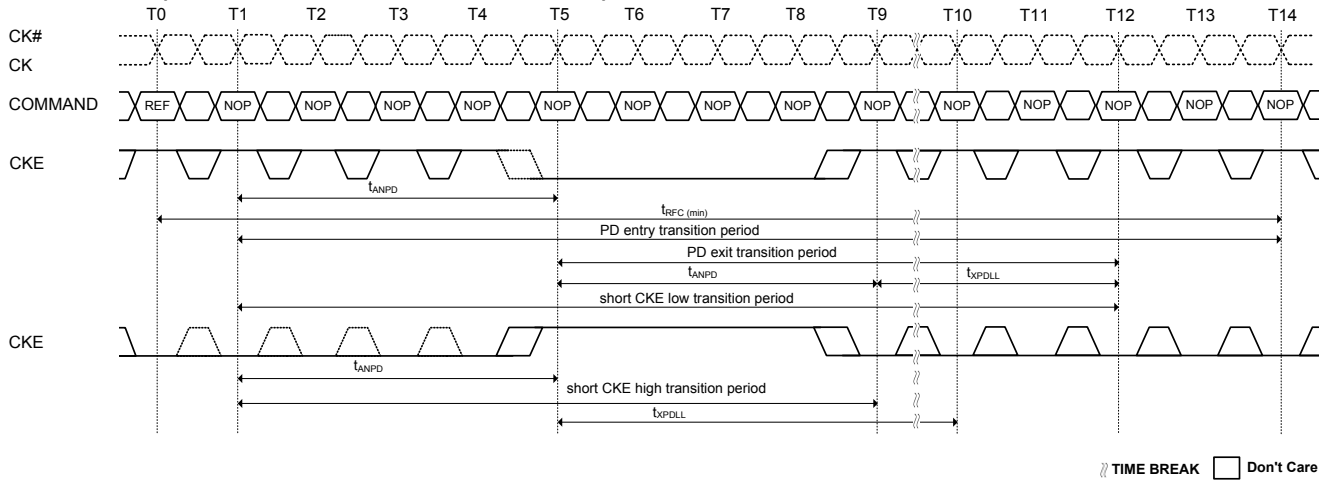 T0 T1 T2 T3 T4 T5 T6 T7 T8 T9 T10 T11 T12 T13 T14
CK#
CK
COMMAND REF NOP NOP NOP NOP NOP NOP NOP NOP NOP NOP NOP NOP NOP NOP
CKE
tANPD
tRFC (min)
PD entry transition period
PD exit transition period
tANPD tXPDLL
short CKE low transition period
CKE
tANPD
short CKE high transition period
tXPDLL
TIME BREAK Don't Care